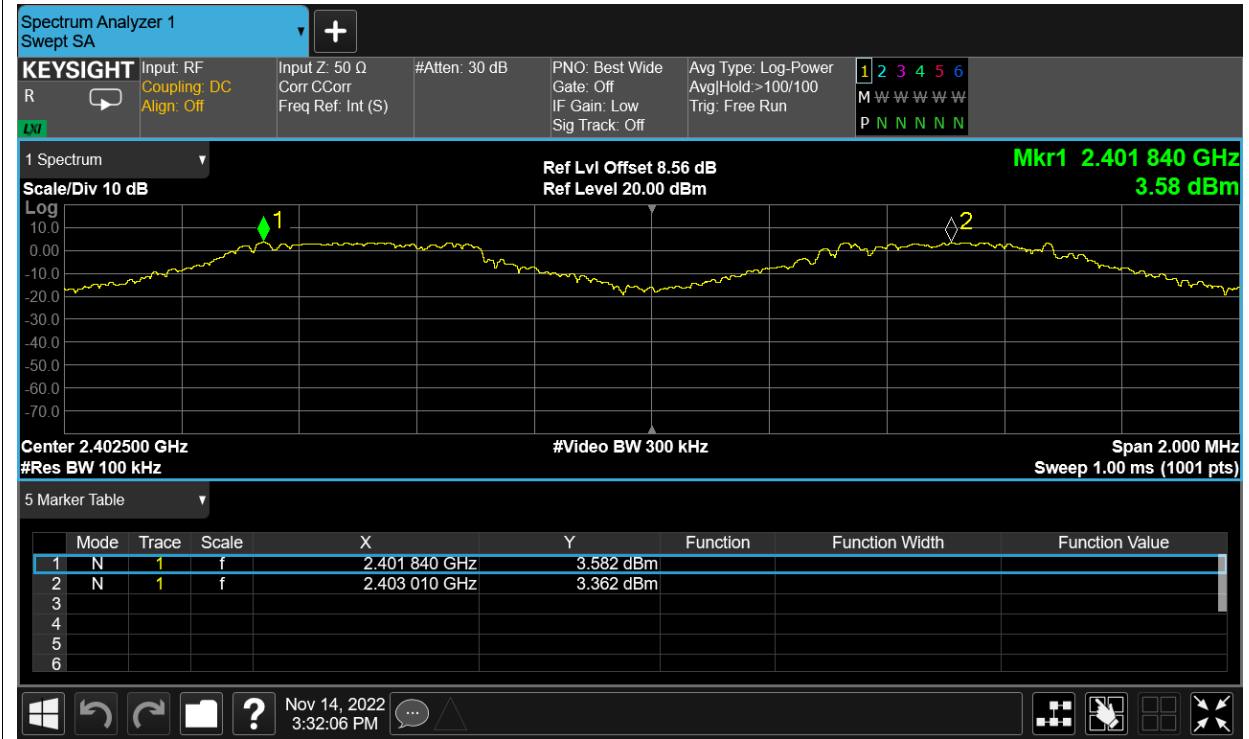 Spectrum Analyzer 1
Swept SA
KEYSIGHT
R
LXI
Input: RF
Coupling: DC
Align: Off
Input Z: 50 Ω
Corr CCorr
Freq Ref: Int (S)
#Atten: 30 dB
PNO: Best Wide
Gate: Off
IF Gain: Low
Sig Track: Off
Avg Type: Log-Power
Avg|Hold:>100/100
Trig: Free Run
1 2 3 4 5 6
M W W W W W
P N N N N N
1 Spectrum
Scale/Div 10 dB
Ref Lvl Offset 8.56 dB
Ref Level 20.00 dBm
Mkr1 2.401 840 GHz
3.58 dBm
Log
10.0
0.00
-10.0
-20.0
-30.0
-40.0
-50.0
-60.0
-70.0
1
2
Center 2.402500 GHz
#Res BW 100 kHz
#Video BW 300 kHz
Span 2.000 MHz
Sweep 1.00 ms (1001 pts)
5 Marker Table
Mode Trace Scale X Y Function Function Width Function Value
1 N 1 f 2.401 840 GHz 3.582 dBm
2 N 1 f 2.403 010 GHz 3.362 dBm
3
4
5
6
?
Nov 14, 2022
3:32:06 PM